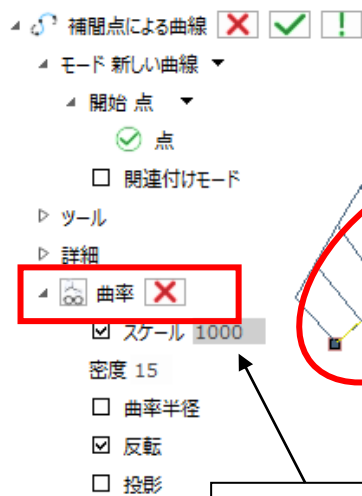 補間点による曲線
モード 新しい曲線
開始 点
点
関連付けモード
ツール
詳細
曲率
スケール 1000
密度 15
曲率半径
反転
投影